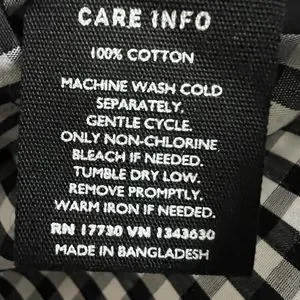 CARE INFO
100% COTTON
MACHINE WASH COLD
SEPARATELY.
GENTLE CYCLE.
ONLY NON-CHLORINE
BLEACH IF NEEDED.
TUMBLE DRY LOW.
REMOVE PROMPTLY.
WARM IRON IF NEEDED.
RN 17730 VN 1343630
MADE IN BANGLADESH